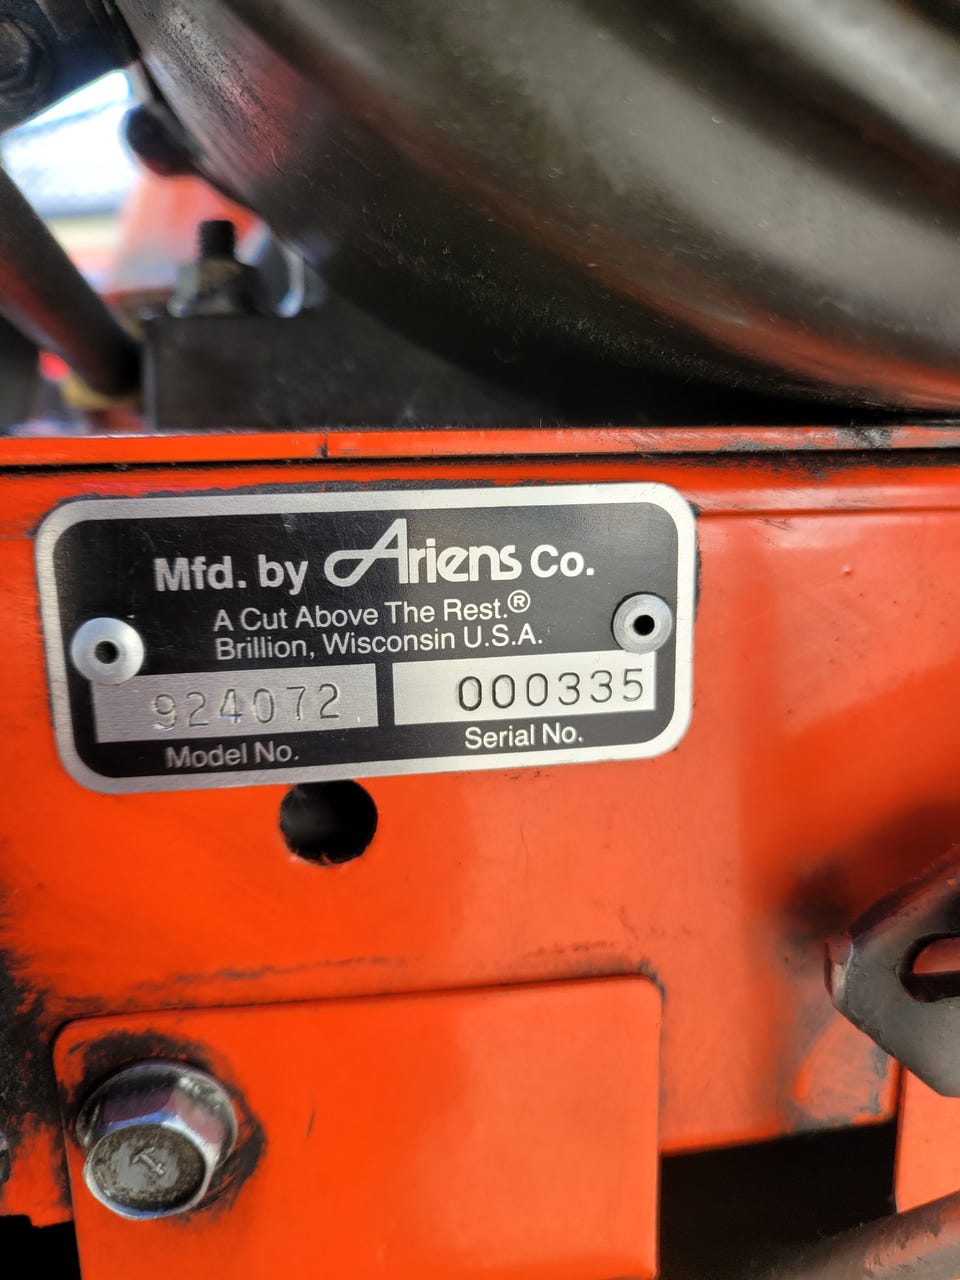 Mfd. by Ariens Co.
A Cut Above The Rest.®
Brillion, Wisconsin U.S.A.
924072 000335
Model No. Serial No.